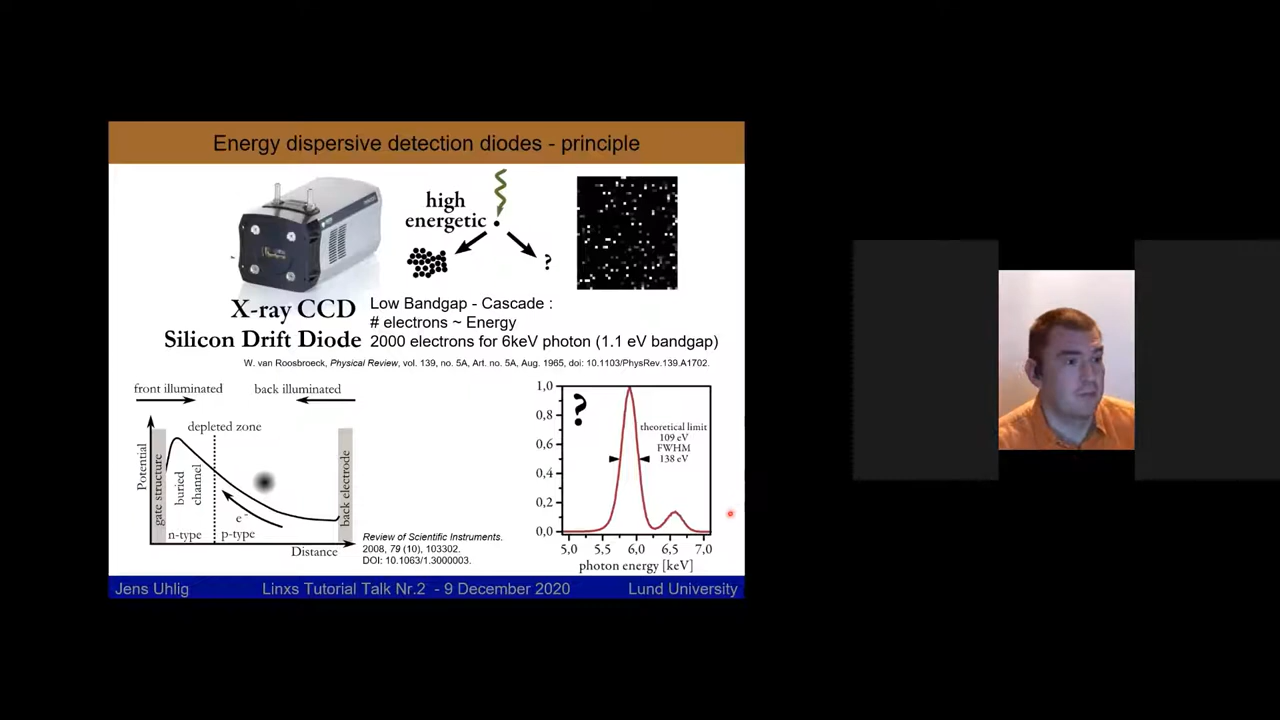 Energy dispersive detection diodes - principle
high
energetic
?
X-ray CCD
Silicon Drift Diode
Low Bandgap - Cascade :
# electrons ~ Energy
2000 electrons for 6keV photon (1.1 eV bandgap)
W. van Roosbroeck, Physical Review, vol. 139, no. 5A, Art. no. 5A, Aug. 1965, doi: 10.1103/PhysRev.139.A1702.
front illuminated
back illuminated
depleted zone
Potential
gate structure
buried
channel
e-
n-type
p-type
back electrode
Distance
Review of Scientific Instruments.
2008, 79 (10), 103302.
DOI: 10.1063/1.3000003.
?
theoretical limit
109 eV
FWHM
138 eV
1,0
0,8
0,6
0,4
0,2
0,0
5,0 5,5 6,0 6,5 7,0
photon energy [keV]
Jens Uhlig
Linxs Tutorial Talk Nr.2 - 9 December 2020
Lund University